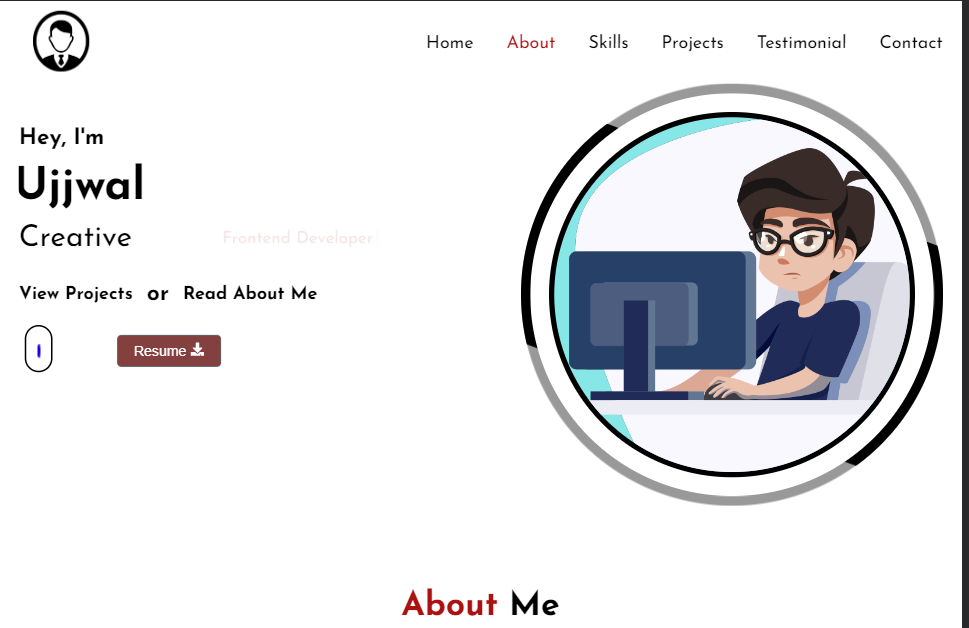 Home About Skills Projects Testimonial Contact
Hey, I'm
Ujjwal
Creative Frontend Developer
View Projects or Read About Me
Resume
About Me